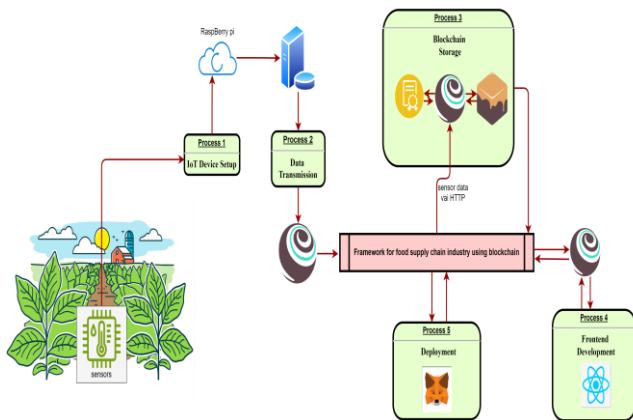 RaspBerry pi
Process 1
IoT Device Setup
Process 2
Data
Transmission
Process 3
Blockchain
Storage
sensor data
vai HTTP
Framework for food supply chain industry using blockchain
Process 5
Deployment
Process 4
Frontend
Development
sensors